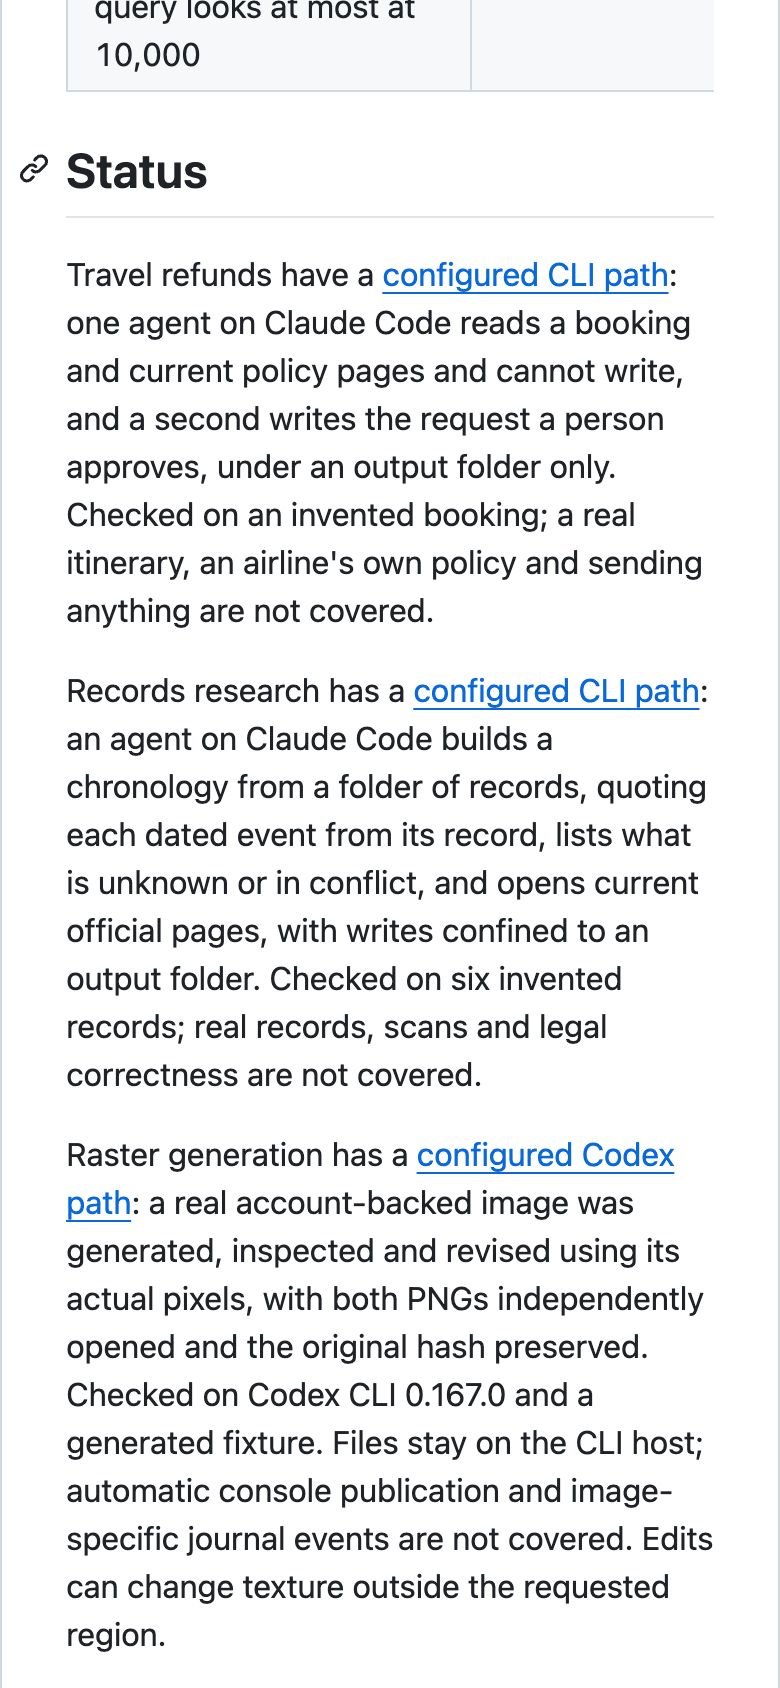 query looks at most at
10,000
Status
Travel refunds have a configured CLI path:
one agent on Claude Code reads a booking
and current policy pages and cannot write,
and a second writes the request a person
approves, under an output folder only.
Checked on an invented booking; a real
itinerary, an airline's own policy and sending
anything are not covered.
Records research has a configured CLI path:
an agent on Claude Code builds a
chronology from a folder of records, quoting
each dated event from its record, lists what
is unknown or in conflict, and opens current
official pages, with writes confined to an
output folder. Checked on six invented
records; real records, scans and legal
correctness are not covered.
Raster generation has a configured Codex
path: a real account-backed image was
generated, inspected and revised using its
actual pixels, with both PNGs independently
opened and the original hash preserved.
Checked on Codex CLI 0.167.0 and a
generated fixture. Files stay on the CLI host;
automatic console publication and image-
specific journal events are not covered. Edits
can change texture outside the requested
region.